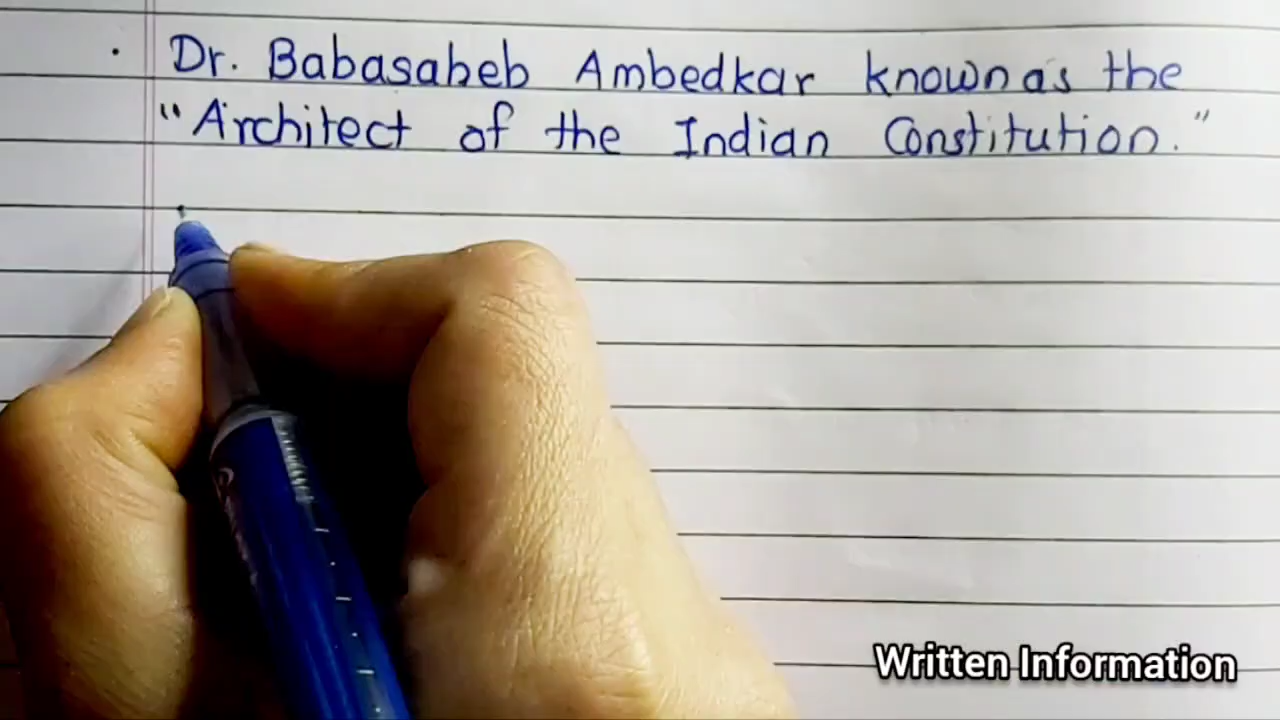 • Dr. Babasaheb Ambedkar known as the
"Architect of the Indian Constitution."
Written Information